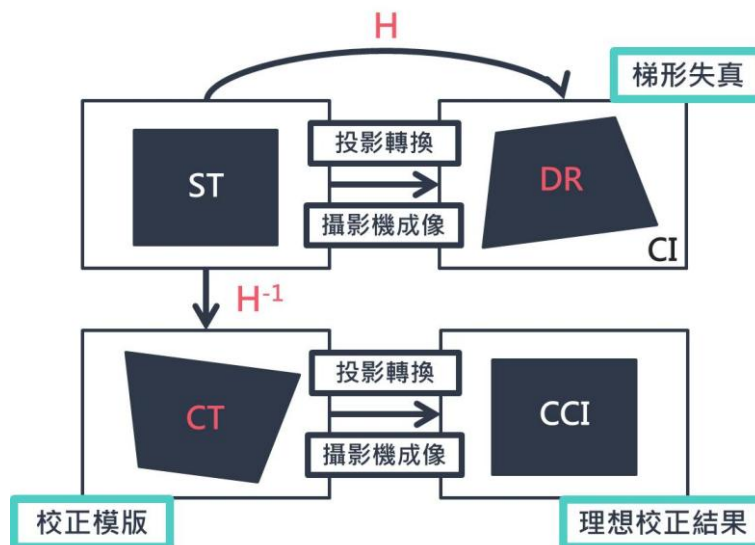 H
梯形失真
ST
投影轉換
攝影機成像
DR
CI
H-1
CT
投影轉換
攝影機成像
CCI
校正模版
理想校正結果